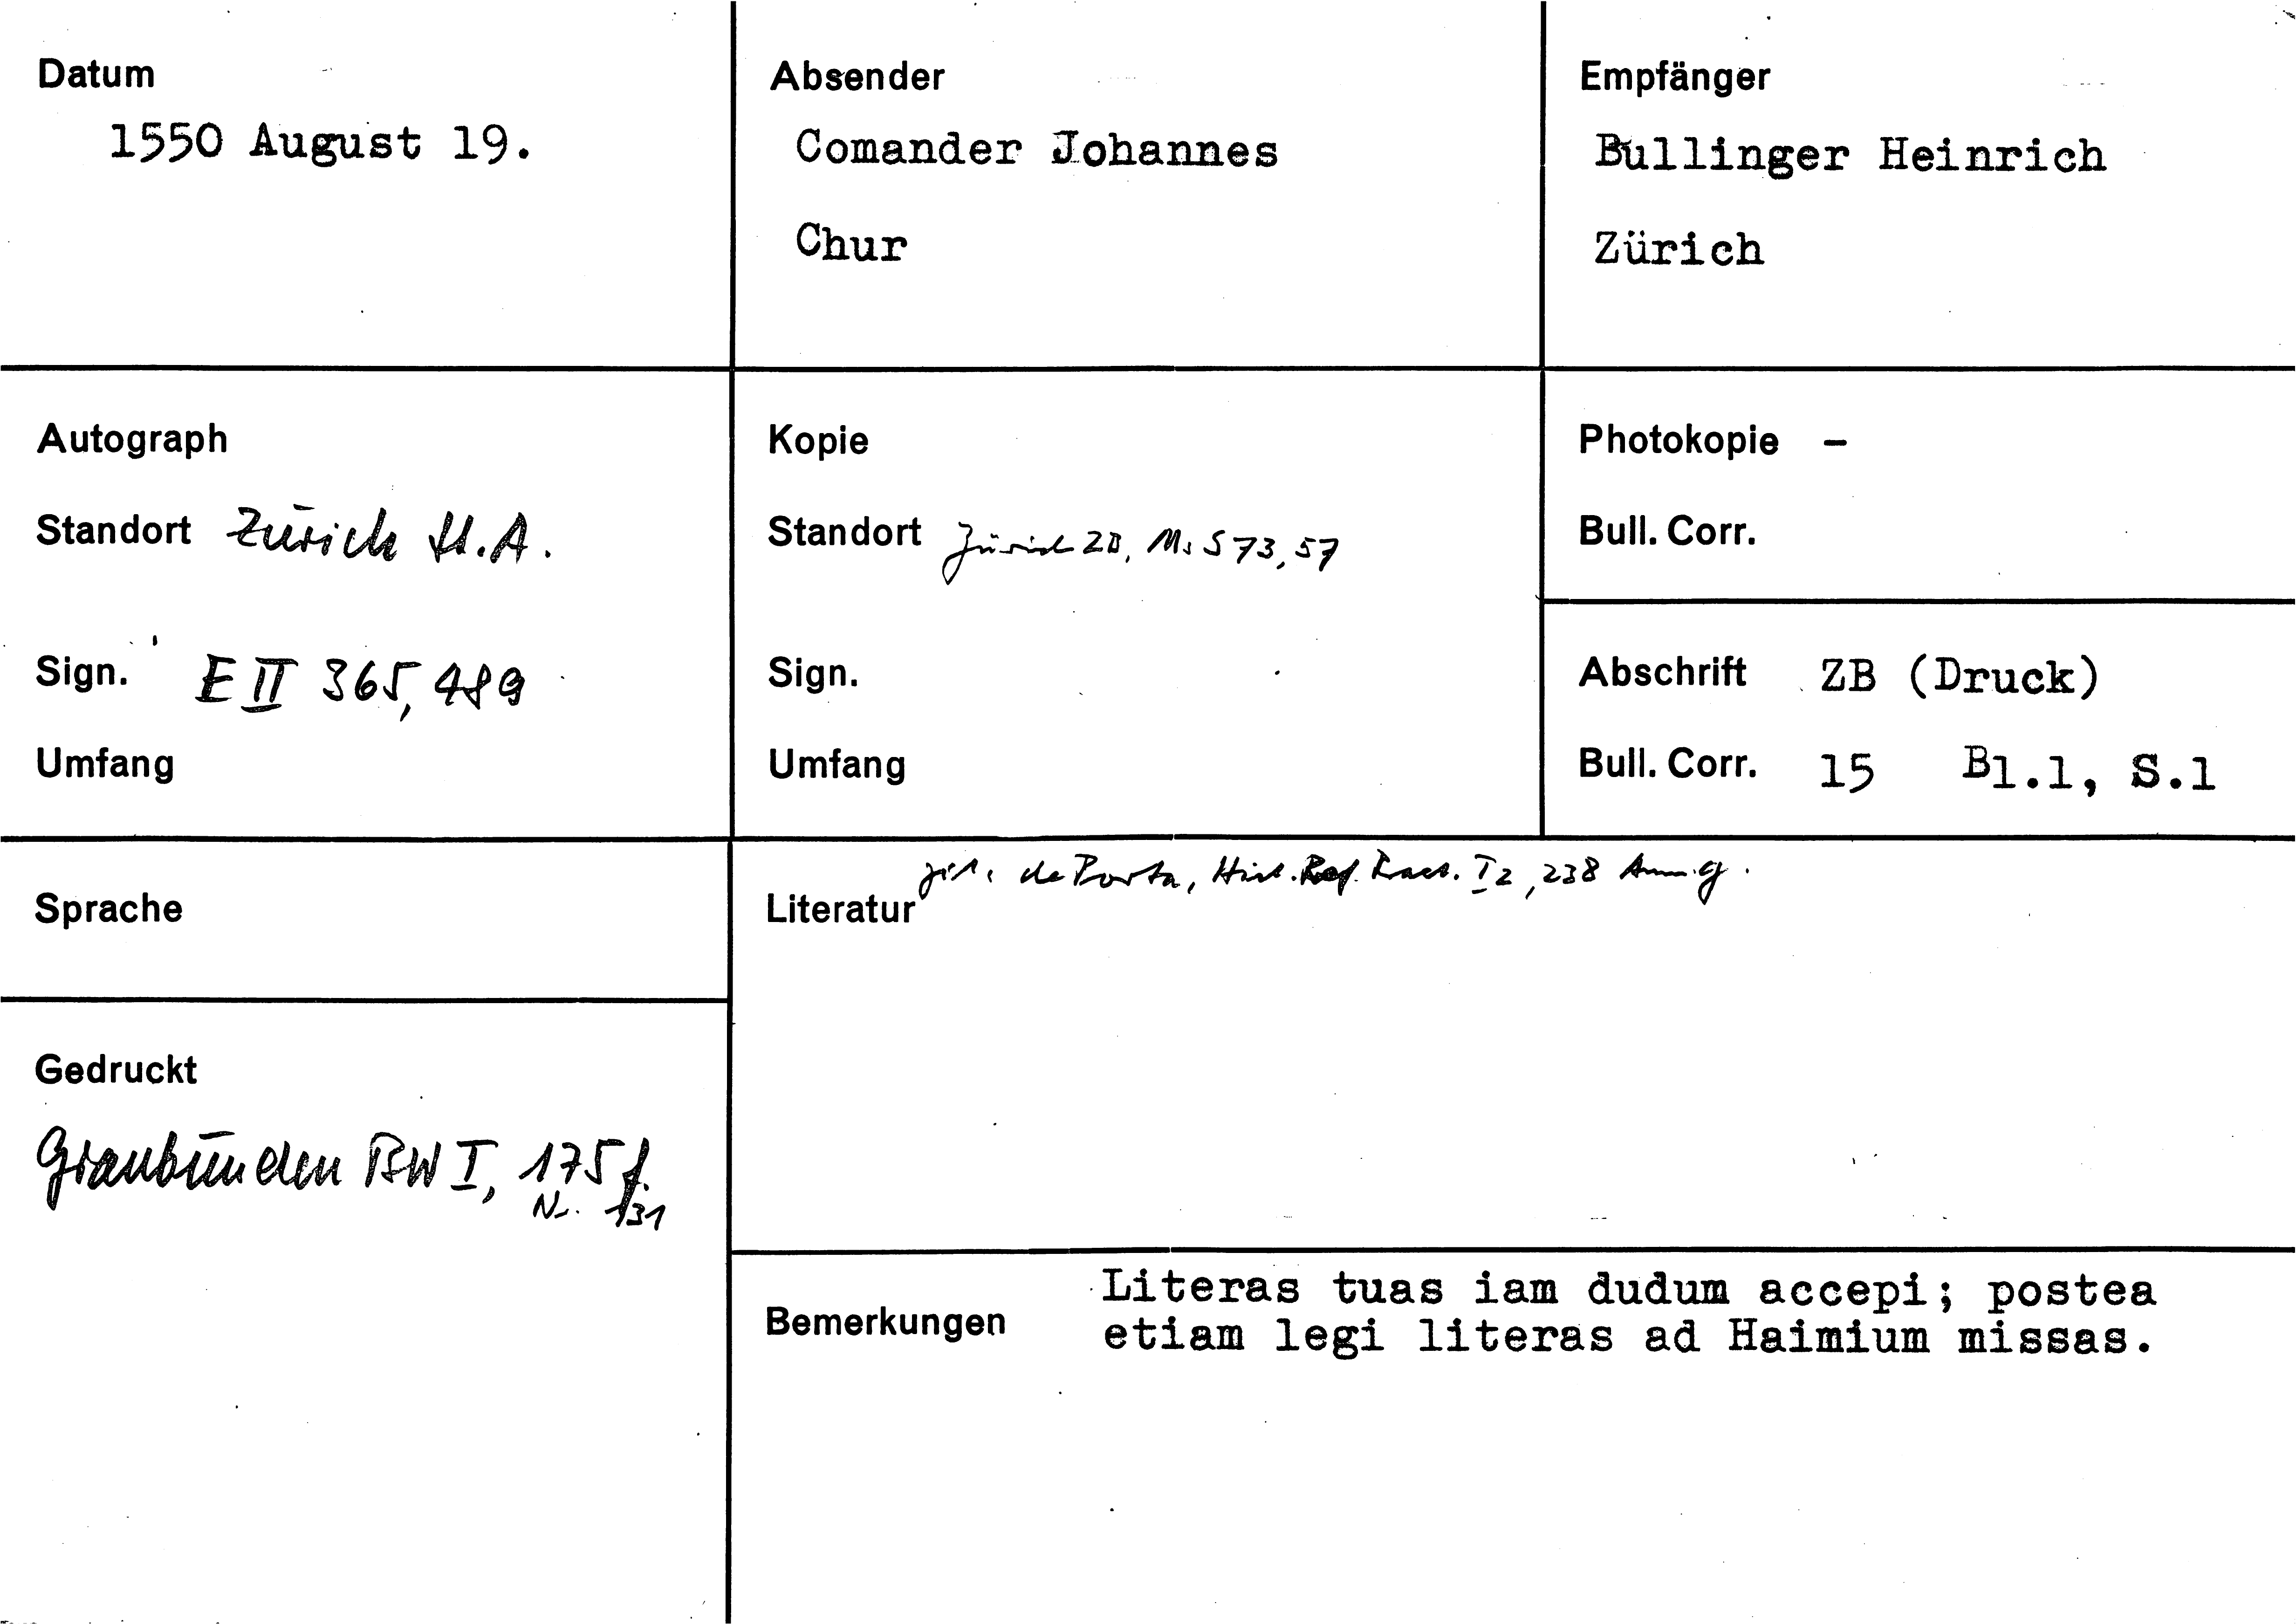 Datum
1550 August 19.
Absender
Comander Johannes
Chur
Empfänger
Bullinger Heinrich
Zürich
Autograph
Standort Zürich St.A.
Sign. E II 365, 489
Umfang
Kopie
Standort Zürich ZB, Ms S 73, 57
Sign.
Umfang
Photokopie –
Bull. Corr.
Abschrift ZB (Druck)
Bull. Corr. 15 Bl.1, S.1
Sprache
Gedruckt
Graubünden BW I, 175 f.
Nr. 131
Literatur zit. de Porta, Hist. Ref. Raet. I 2, 238 Anm. g.
Bemerkungen
Literas tuas iam dudum accepi; postea
etiam legi literas ad Haimium missas.